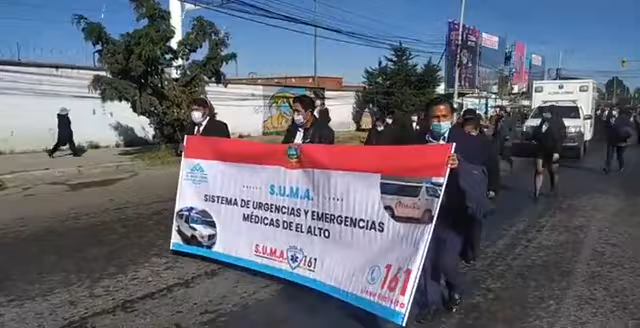 S.U.M.A.
SISTEMA DE URGENCIAS Y EMERGENCIAS
MÉDICAS DE EL ALTO
S.U.M.A.
161
161